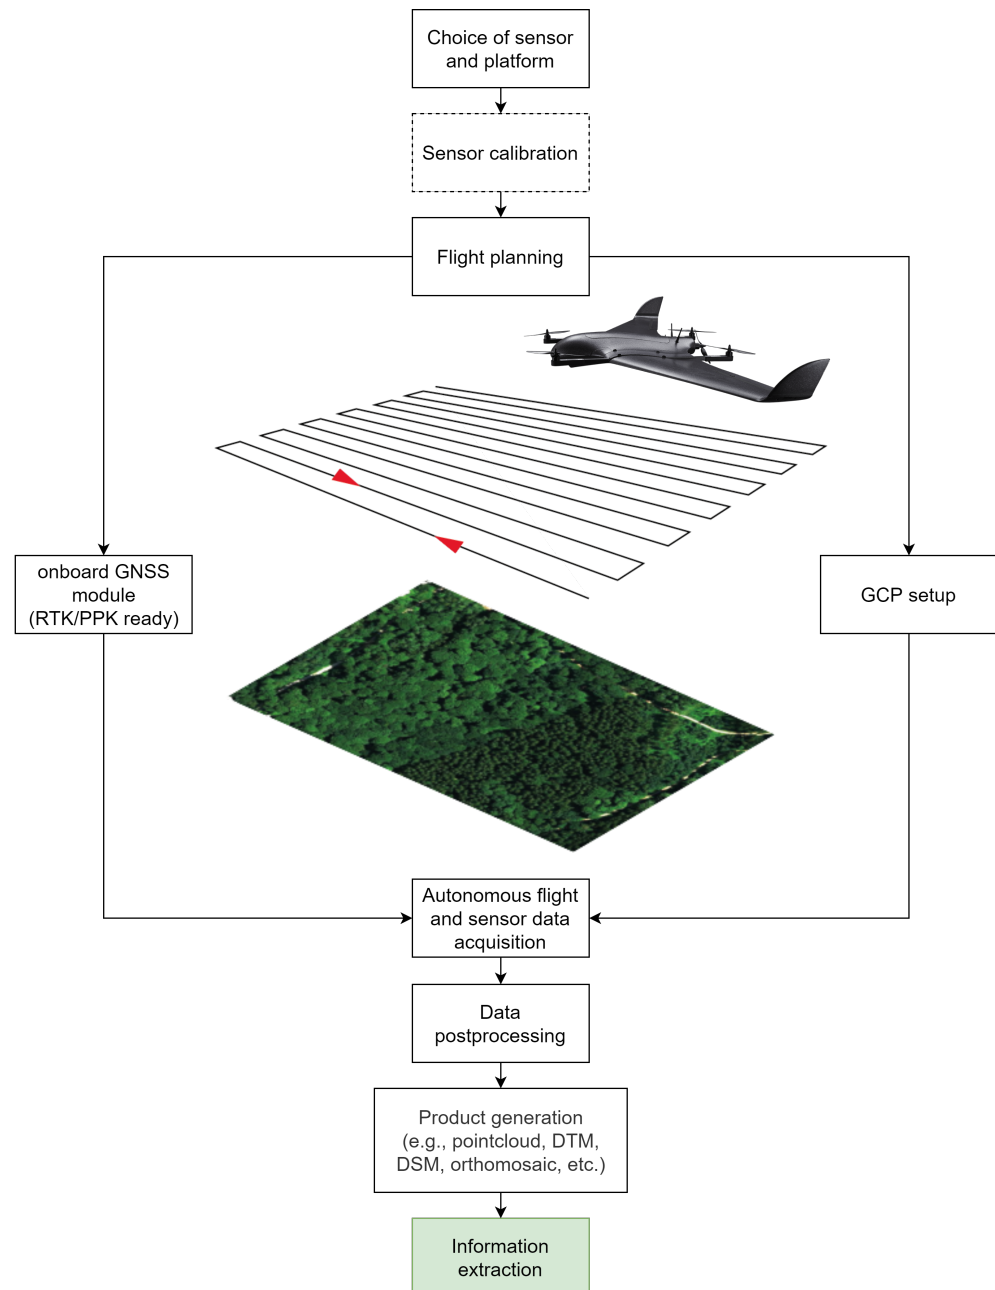 Choice of sensor
and platform
Sensor calibration
Flight planning
onboard GNSS
module
(RTK/PPK ready)
GCP setup
Autonomous flight
and sensor data
acquisition
Data
postprocessing
Product generation
(e.g., pointcloud, DTM,
DSM, orthomosaic, etc.)
Information
extraction